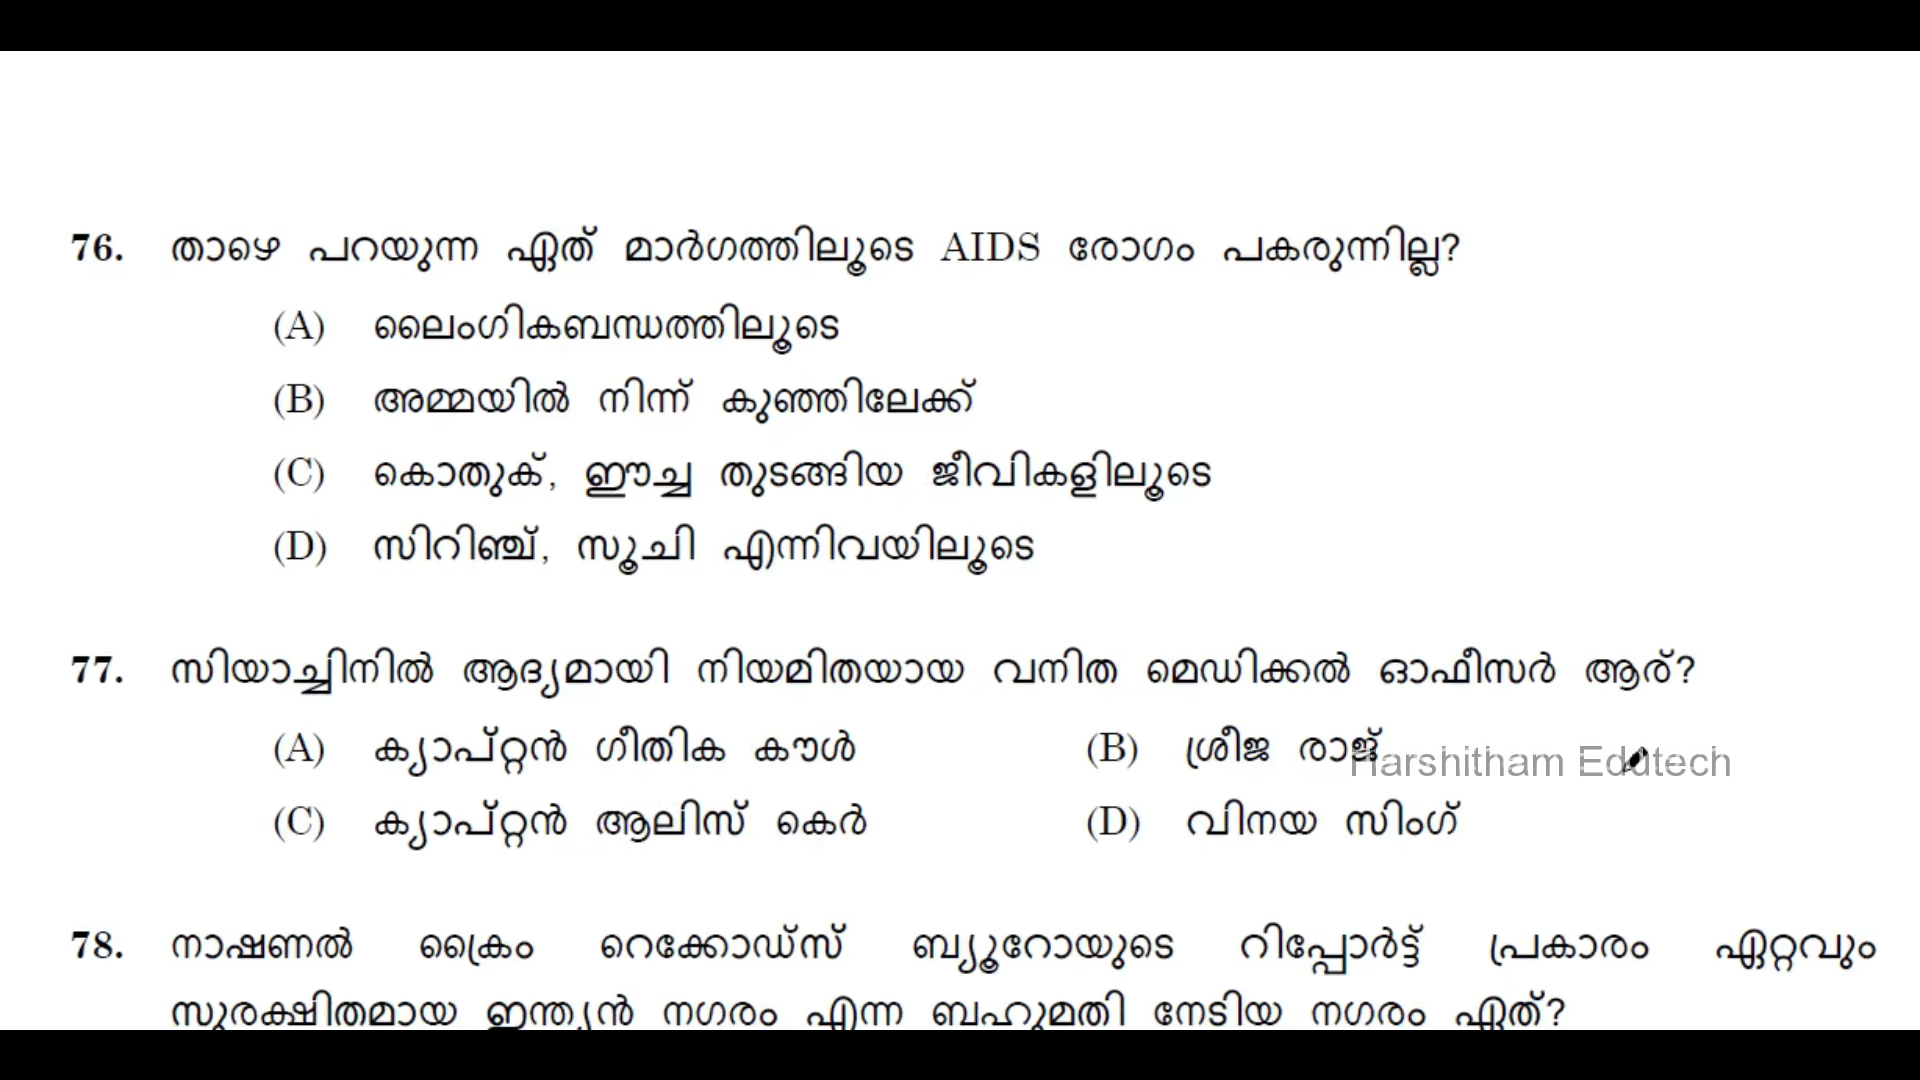 76. താഴെ പറയുന്ന ഏത് മാർഗത്തിലൂടെ AIDS രോഗം പകരുന്നില്ല?
(A) ലൈംഗികബന്ധത്തിലൂടെ
(B) അമ്മയിൽ നിന്ന് കുഞ്ഞിലേക്ക്
(C) കൊതുക്, ഈച്ച തുടങ്ങിയ ജീവികളിലൂടെ
(D) സിറിഞ്ച്, സൂചി എന്നിവയിലൂടെ
77. സിയാച്ചിനിൽ ആദ്യമായി നിയമിതയായ വനിത മെഡിക്കൽ ഓഫീസർ ആര്?
(A) ക്യാപ്റ്റൻ ഗീതിക കൗൾ (B) ശ്രീജ രാജ്
Harshitham Eddtech
(C) ക്യാപ്റ്റൻ ആലിസ് കെർ (D) വിനയ സിംഗ്
78. നാഷണൽ ക്രൈം റെക്കോഡ്സ് ബ്യൂറോയുടെ റിപ്പോർട്ട് പ്രകാരം ഏറ്റവും
സുരക്ഷിതമായ ഇന്ത്യൻ നഗരം എന്ന ബഹുമതി നേടിയ നഗരം ഏത്?